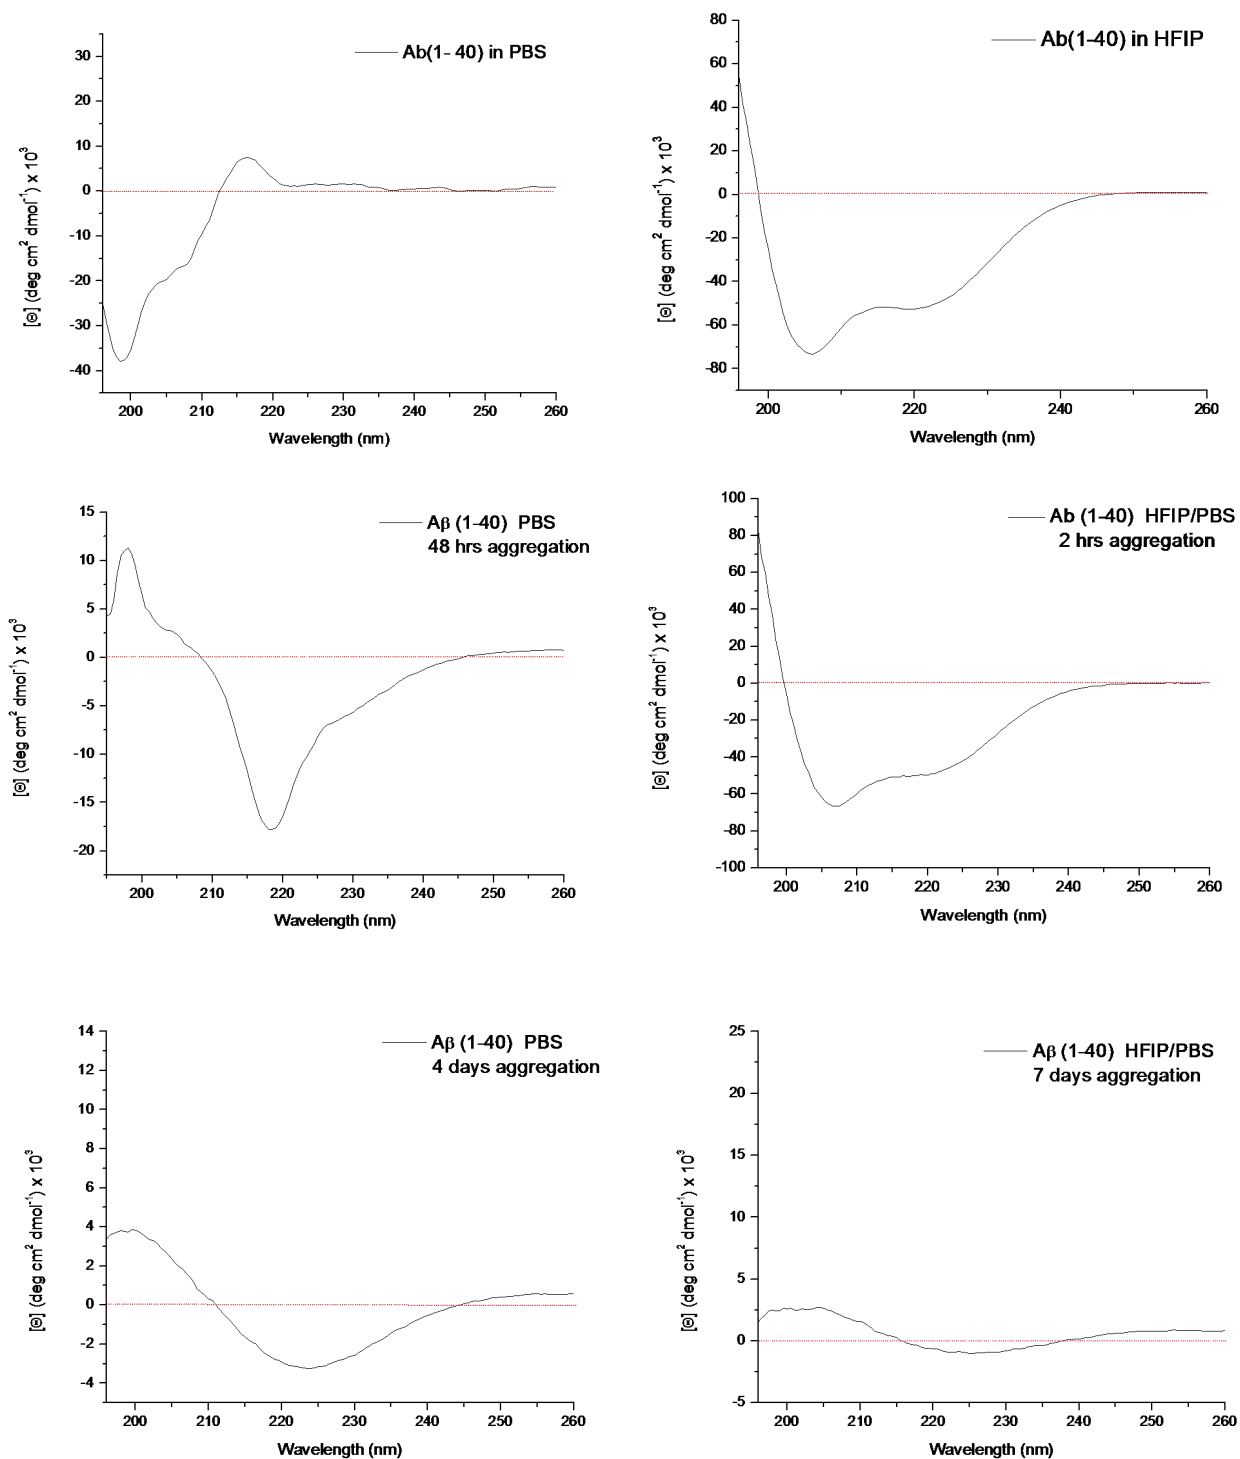 Ab(1- 40) in PBS
35
30
20
10
0
-10
-20
-30
-40
[Θ] (deg cm² dmol⁻¹) x 10³
200 210 220 230 240 250 260
Wavelength (nm)
Ab(1-40) in HFIP
80
60
40
20
0
-20
-40
-60
-80
[Θ] (deg cm² dmol⁻¹) x 10³
200 220 240 260
Wavelength (nm)
Aβ (1-40) PBS
48 hrs aggregation
15
10
5
0
-5
-10
-15
-20
[Θ] (deg cm² dmol⁻¹) x 10³
200 210 220 230 240 250 260
Wavelength (nm)
Ab (1-40) HFIP/PBS
2 hrs aggregation
100
80
60
40
20
0
-20
-40
-60
-80
-100
[Θ] (deg cm² dmol⁻¹) x 10³
200 210 220 230 240 250 260
Wavelength (nm)
Aβ (1-40) PBS
4 days aggregation
14
12
10
8
6
4
2
0
-2
-4
[Θ] (deg cm² dmol⁻¹) x 10³
200 210 220 230 240 250 260
Wavelength (nm)
Aβ (1-40) HFIP/PBS
7 days aggregation
25
20
15
10
5
0
-5
[Θ] (deg cm² dmol⁻¹) x 10³
200 210 220 230 240 250 260
Wavelength (nm)